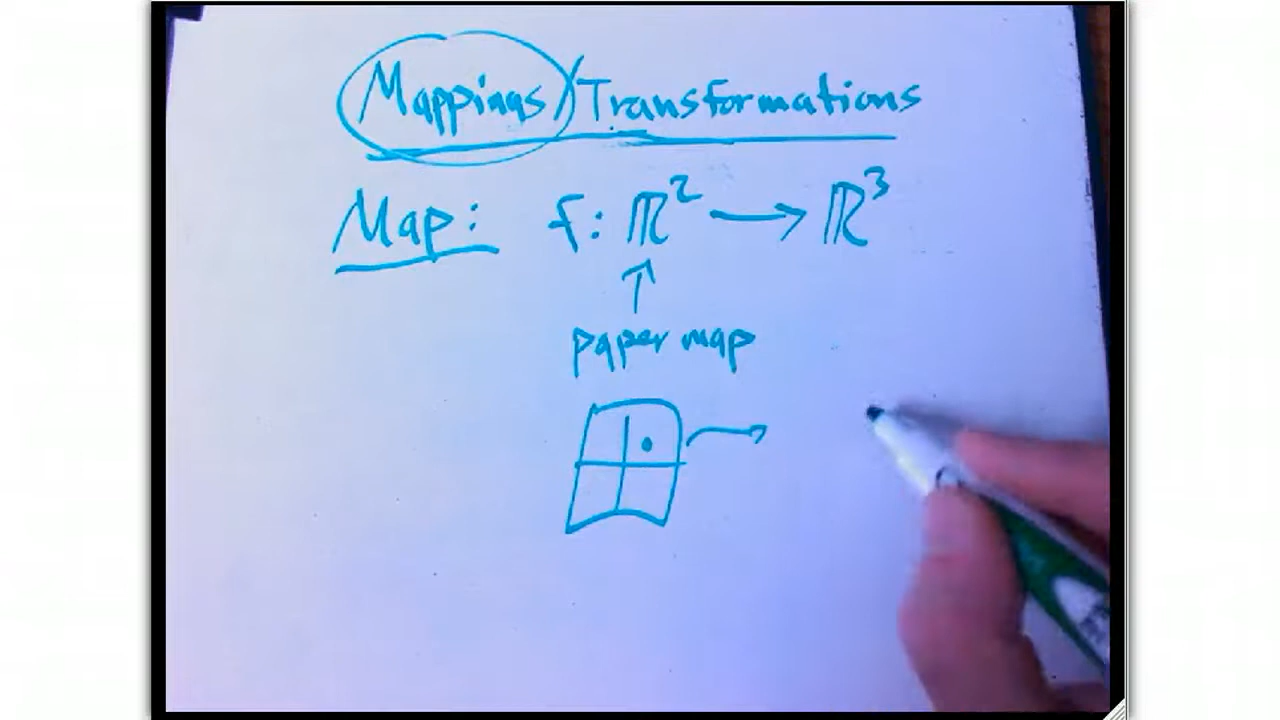 Mappings/Transformations
Map: f: ℝ² → ℝ³
↑
paper map